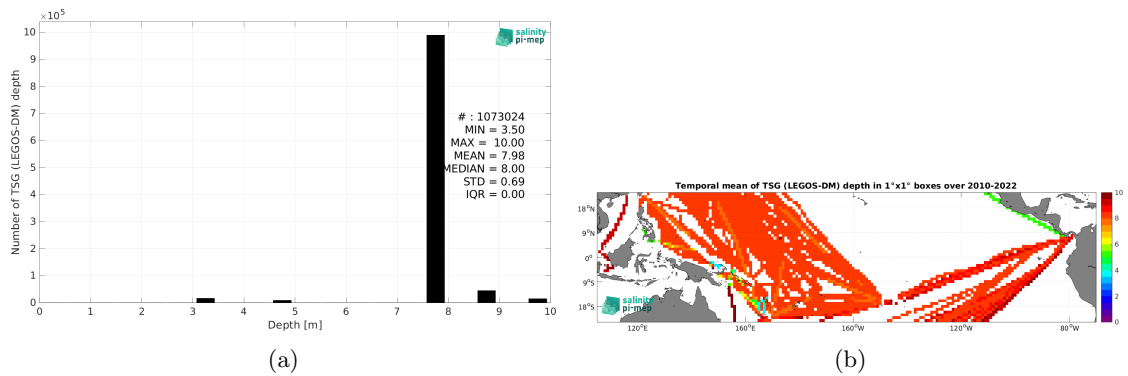 ×10⁵
10
9
8
7
6
5
4
3
2
1
0
Number of TSG (LEGOS-DM) depth
salinity
pi-mep
# : 1073024
MIN = 3.50
MAX = 10.00
MEAN = 7.98
MEDIAN = 8.00
STD = 0.69
IQR = 0.00
0 1 2 3 4 5 6 7 8 9 10
Depth [m]
(a)
Temporal mean of TSG (LEGOS-DM) depth in 1°x1° boxes over 2010-2022
18°N
9°N
0°
9°S
18°S
salinity
pi-mep
120°E 160°E 160°W 120°W 80°W
10
8
6
4
2
0
(b)